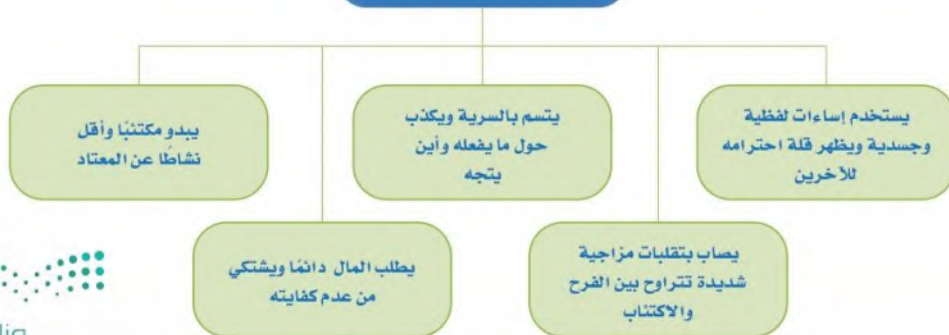 يستخدم إساءات لفظية
وجسدية ويظهر قلة احترامه
للآخرين
يتسم بالسرية ويكذب
حول ما يفعله وأين
يتجه
يبدو مكتئبًا وأقل
نشاطًا عن المعتاد
يصاب بتقلبات مزاجية
شديدة تتراوح بين الفرح
والاكتئاب
يطلب المال دائمًا ويشتكي
من عدم كفايته